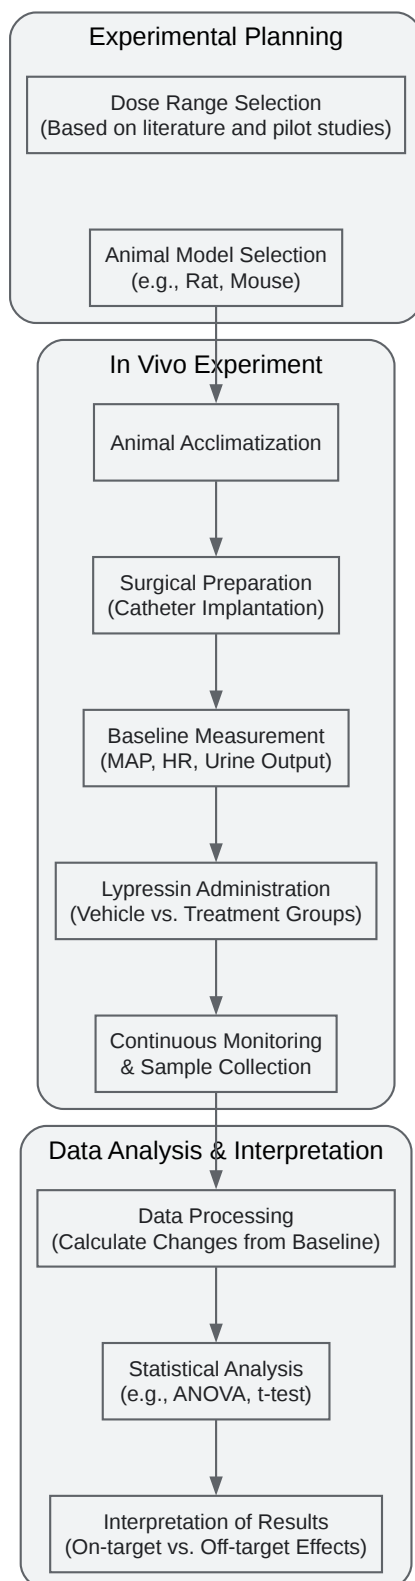 Experimental Planning
Dose Range Selection
(Based on literature and pilot studies)
Animal Model Selection
(e.g., Rat, Mouse)
In Vivo Experiment
Animal Acclimatization
Surgical Preparation
(Catheter Implantation)
Baseline Measurement
(MAP, HR, Urine Output)
Lypressin Administration
(Vehicle vs. Treatment Groups)
Continuous Monitoring
& Sample Collection
Data Analysis & Interpretation
Data Processing
(Calculate Changes from Baseline)
Statistical Analysis
(e.g., ANOVA, t-test)
Interpretation of Results
(On-target vs. Off-target Effects)